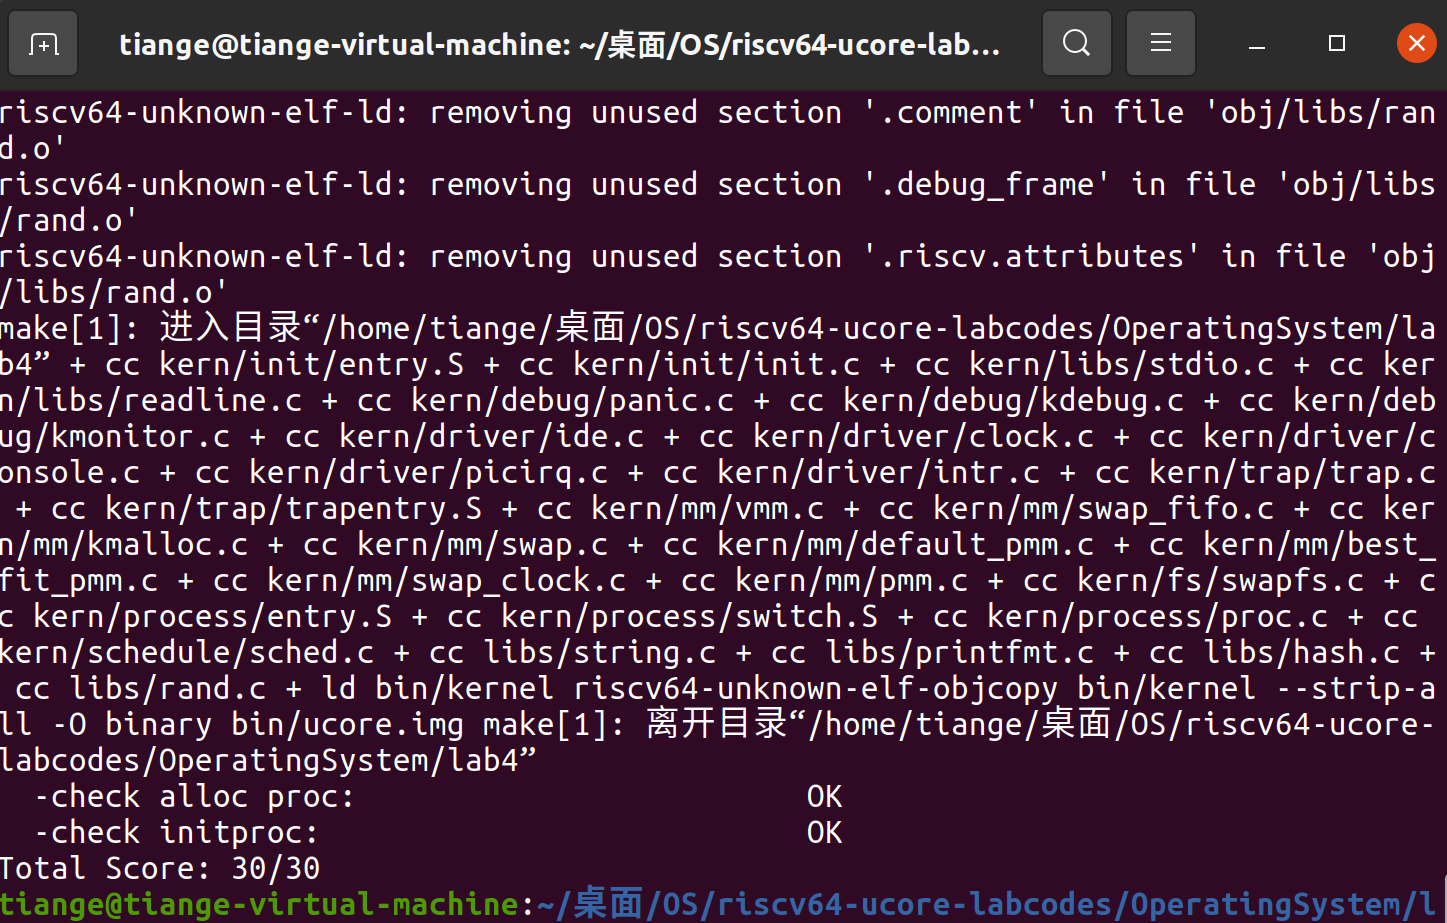 tiange@tiange-virtual-machine: ~/桌面/OS/riscv64-ucore-lab...
riscv64-unknown-elf-ld: removing unused section '.comment' in file 'obj/libs/ran
d.o'
riscv64-unknown-elf-ld: removing unused section '.debug_frame' in file 'obj/libs
/rand.o'
riscv64-unknown-elf-ld: removing unused section '.riscv.attributes' in file 'obj
/libs/rand.o'
make[1]: 进入目录“/home/tiange/桌面/OS/riscv64-ucore-labcodes/OperatingSystem/la
b4” + cc kern/init/entry.S + cc kern/init/init.c + cc kern/libs/stdio.c + cc ker
n/libs/readline.c + cc kern/debug/panic.c + cc kern/debug/kdebug.c + cc kern/deb
ug/kmonitor.c + cc kern/driver/ide.c + cc kern/driver/clock.c + cc kern/driver/c
onsole.c + cc kern/driver/picirq.c + cc kern/driver/intr.c + cc kern/trap/trap.c
 + cc kern/trap/trapentry.S + cc kern/mm/vmm.c + cc kern/mm/swap_fifo.c + cc ker
n/mm/kmalloc.c + cc kern/mm/swap.c + cc kern/mm/default_pmm.c + cc kern/mm/best_
fit_pmm.c + cc kern/mm/swap_clock.c + cc kern/mm/pmm.c + cc kern/fs/swapfs.c + c
c kern/process/entry.S + cc kern/process/switch.S + cc kern/process/proc.c + cc
kern/schedule/sched.c + cc libs/string.c + cc libs/printfmt.c + cc libs/hash.c +
 cc libs/rand.c + ld bin/kernel riscv64-unknown-elf-objcopy bin/kernel --strip-a
ll -O binary bin/ucore.img make[1]: 离开目录“/home/tiange/桌面/OS/riscv64-ucore-
labcodes/OperatingSystem/lab4”
  -check alloc proc:                         OK
  -check initproc:                           OK
Total Score: 30/30
tiange@tiange-virtual-machine:~/桌面/OS/riscv64-ucore-labcodes/OperatingSystem/l